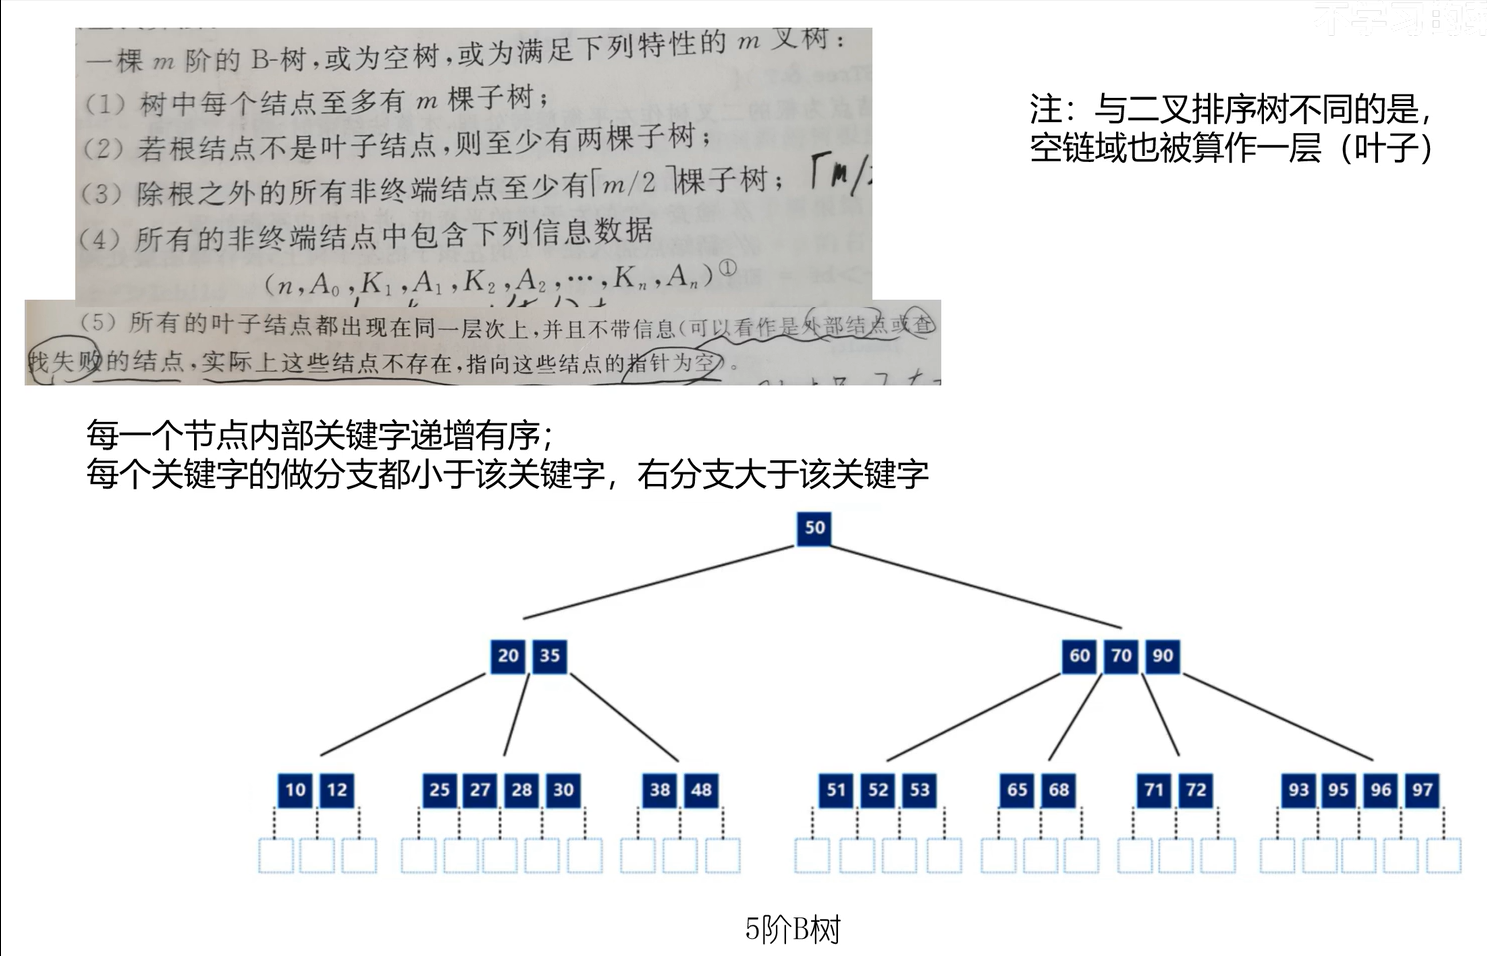 一棵 m 阶的 B-树,或为空树,或为满足下列特性的 m 叉树:
(1) 树中每个结点至多有 m 棵子树;
(2) 若根结点不是叶子结点,则至少有两棵子树;
(3) 除根之外的所有非终端结点至少有⌈m/2⌉棵子树; ⌈m/
(4) 所有的非终端结点中包含下列信息数据
(n,A₀,K₁,A₁,K₂,A₂,…,Kₙ,Aₙ)①
(5) 所有的叶子结点都出现在同一层次上,并且不带信息(可以看作是外部结点或查
找失败的结点,实际上这些结点不存在,指向这些结点的指针为空)。
注：与二叉排序树不同的是，
空链域也被算作一层（叶子）
每一个节点内部关键字递增有序；
每个关键字的做分支都小于该关键字，右分支大于该关键字
50
20 35
60 70 90
10 12
25 27 28 30
38 48
51 52 53
65 68
71 72
93 95 96 97
5阶B树